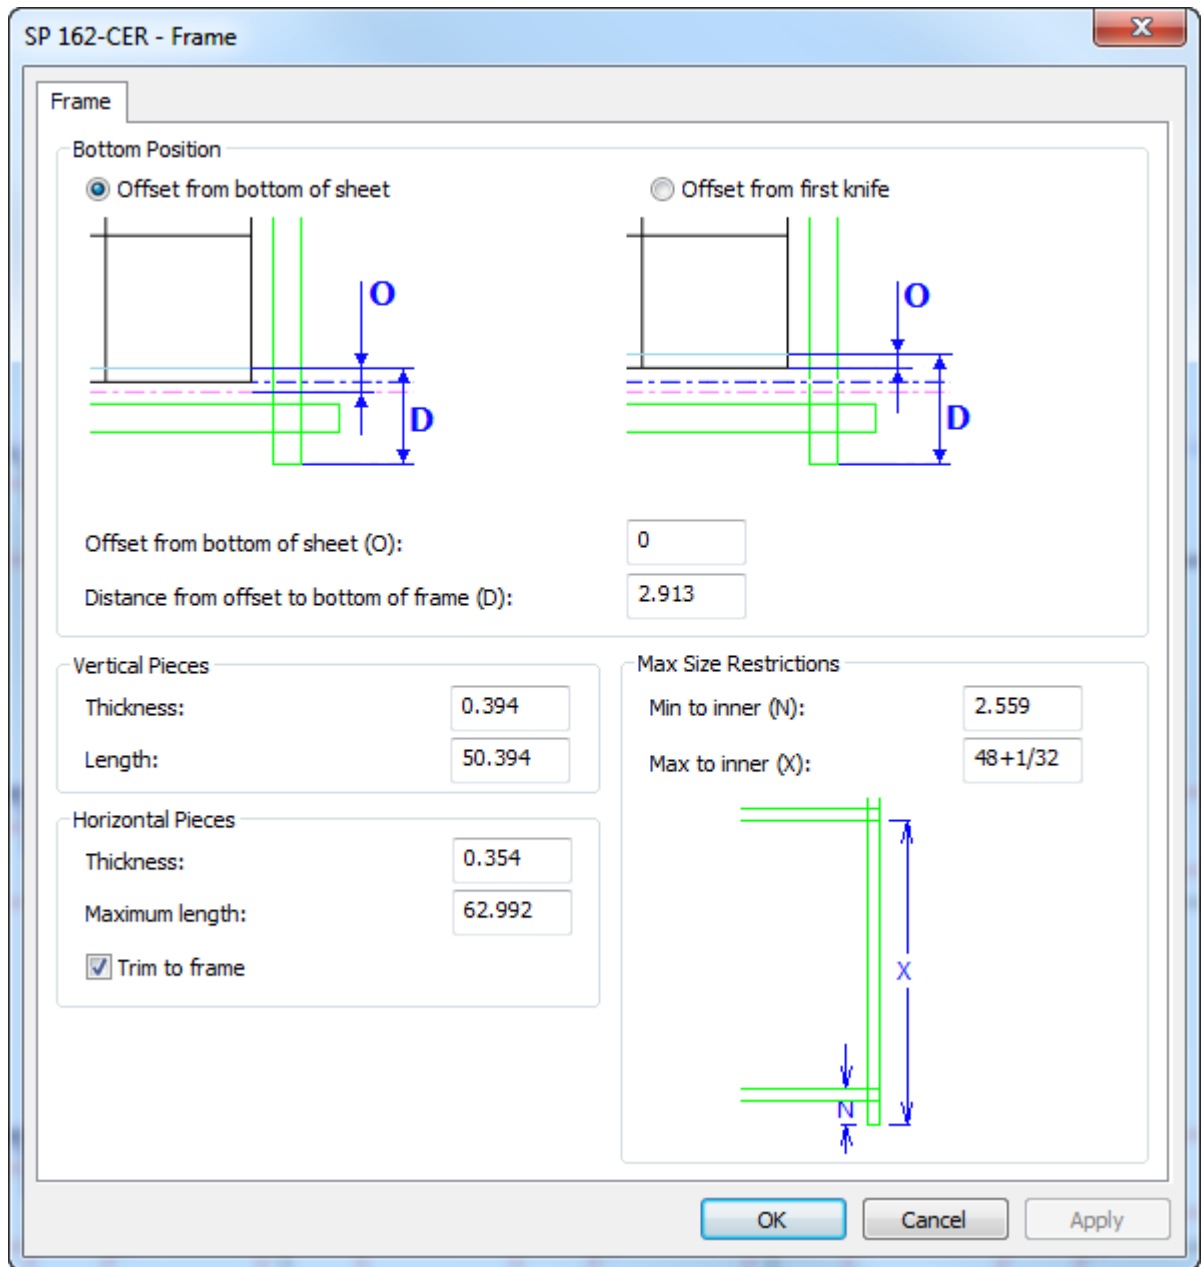 SP 162-CER - Frame
Frame
Bottom Position
Offset from bottom of sheet
Offset from first knife
O
D
O
D
Offset from bottom of sheet (O):
0
Distance from offset to bottom of frame (D):
2.913
Vertical Pieces
Thickness:
0.394
Length:
50.394
Horizontal Pieces
Thickness:
0.354
Maximum length:
62.992
Trim to frame
Max Size Restrictions
Min to inner (N):
2.559
Max to inner (X):
48+1/32
X
N
OK
Cancel
Apply